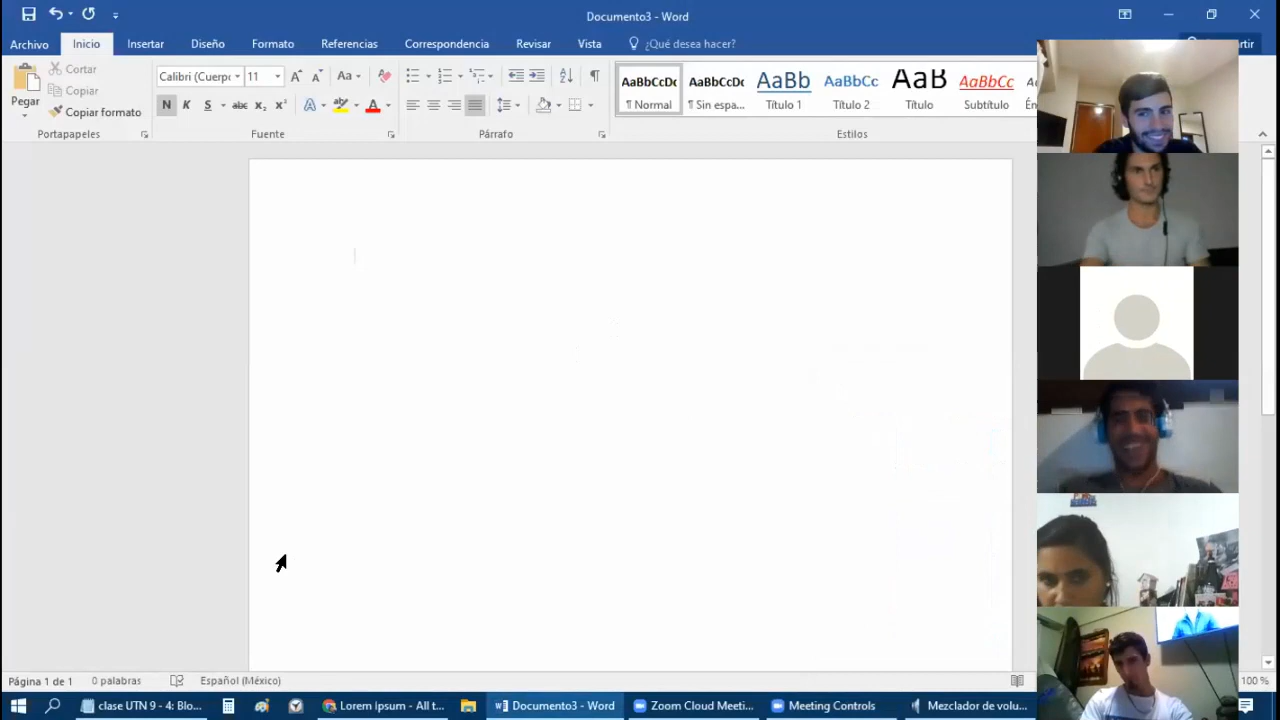 Documento3 - Word
Archivo Inicio Insertar Diseño Formato Referencias Correspondencia Revisar Vista ¿Qué desea hacer?
Pegar
Cortar
Copiar
Copiar formato
Portapapeles
Calibri (Cuerpo 11
Aa
N K S abc x₂ x²
A A
Fuente
Párrafo
AaBbCcDc AaBbCcDc AaBb AaBbCc AaB AaBbCc
¶ Normal ¶ Sin espa... Título 1 Título 2 Título Subtítulo
Estilos
Página 1 de 1 0 palabras Español (México) 100 %
clase UTN 9 - 4: Blo... Lorem Ipsum - All t... Documento3 - Word Zoom Cloud Meeti... Meeting Controls Mezclador de volu...